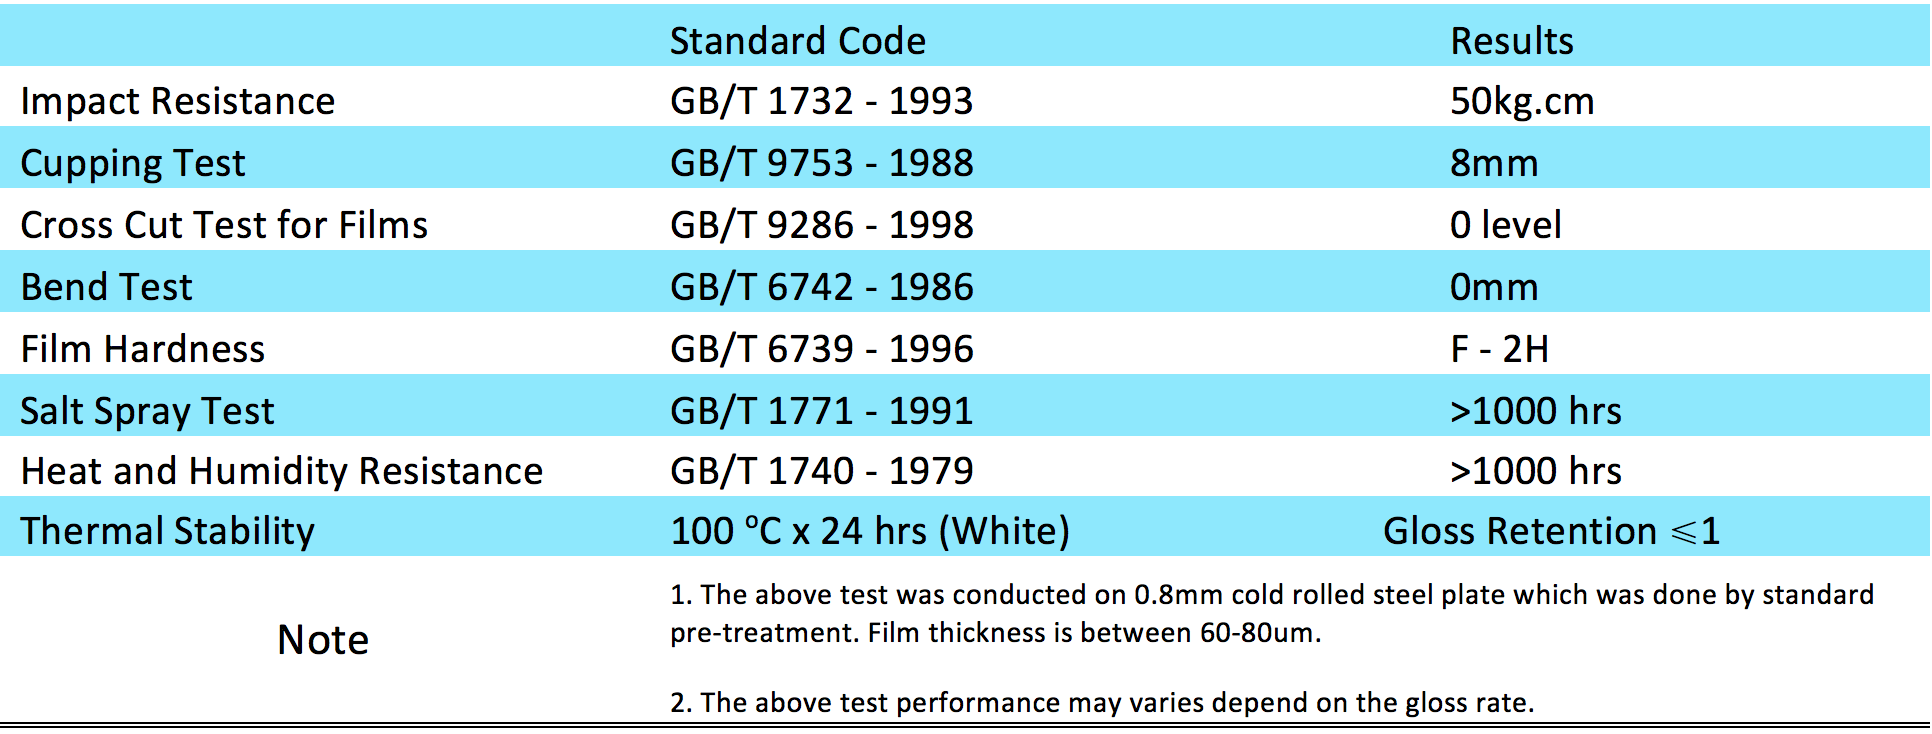 Standard Code Results
Impact Resistance GB/T 1732 - 1993 50kg.cm
Cupping Test GB/T 9753 - 1988 8mm
Cross Cut Test for Films GB/T 9286 - 1998 0 level
Bend Test GB/T 6742 - 1986 0mm
Film Hardness GB/T 6739 - 1996 F - 2H
Salt Spray Test GB/T 1771 - 1991 >1000 hrs
Heat and Humidity Resistance GB/T 1740 - 1979 >1000 hrs
Thermal Stability 100 ºC x 24 hrs (White) Gloss Retention ⩽1
Note
1. The above test was conducted on 0.8mm cold rolled steel plate which was done by standard
pre-treatment. Film thickness is between 60-80um.
2. The above test performance may varies depend on the gloss rate.